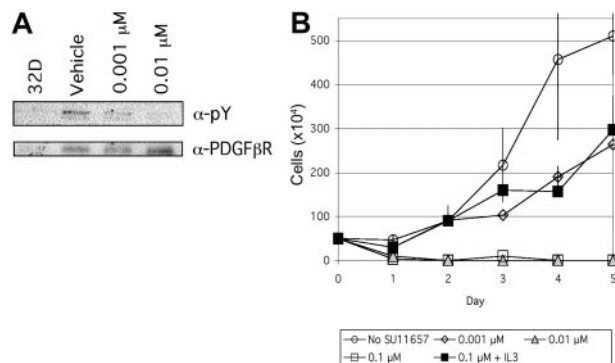 A
32D
Vehicle
0.001 μM
0.01 μM
α-pY
α-PDGFβR
B
Cells (x10⁴)
500
400
300
200
100
0
0 1 2 3 4 5
Day
No SU11657 0.001 μM 0.01 μM
0.1 μM 0.1 μM + IL3